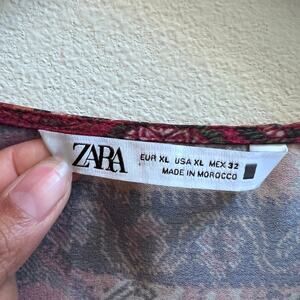 ZARA
EUR XL USA XL MEX 32
MADE IN MOROCCO